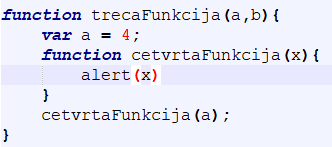 function trecaFunkcija(a,b){
    var a = 4;
    function cetvrtaFunkcija(x){
        alert(x)
    }
    cetvrtaFunkcija(a);
}